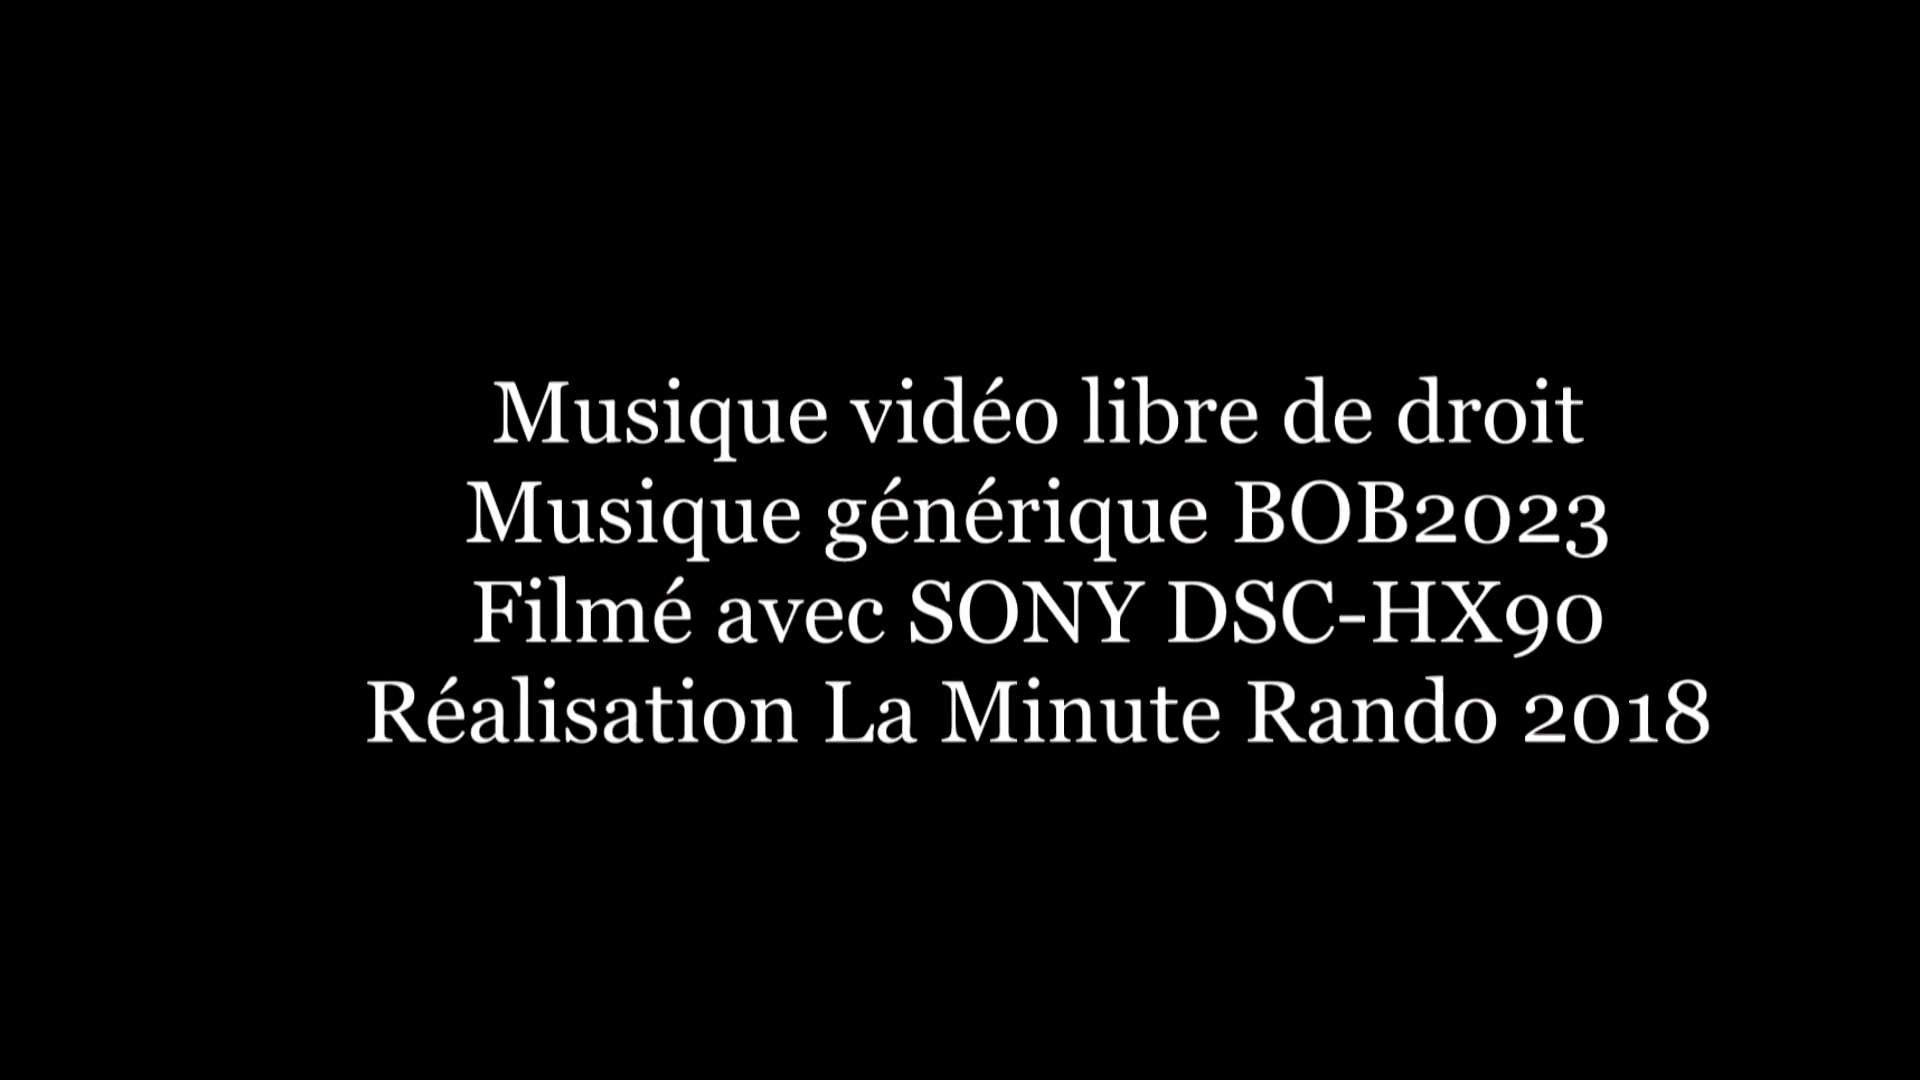 Musique vidéo libre de droit
Musique générique BOB2023
Filmé avec SONY DSC-HX90
Réalisation La Minute Rando 2018